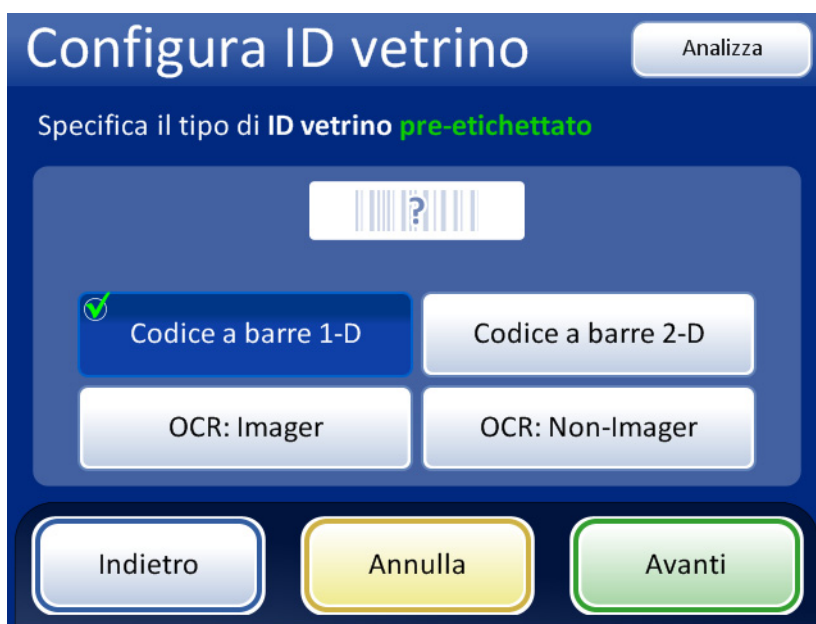 Configura ID vetrino
Analizza
Specifica il tipo di ID vetrino pre-etichettato
?
Codice a barre 1-D
Codice a barre 2-D
OCR: Imager
OCR: Non-Imager
Indietro
Annulla
Avanti